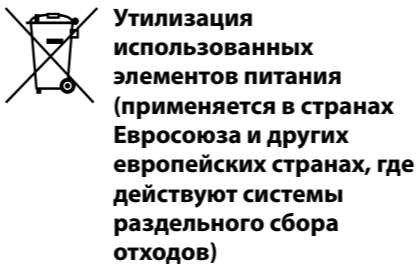 Утилизация
использованных
элементов питания
(применяется в странах
Евросоюза и других
европейских странах, где
действуют системы
раздельного сбора
отходов)